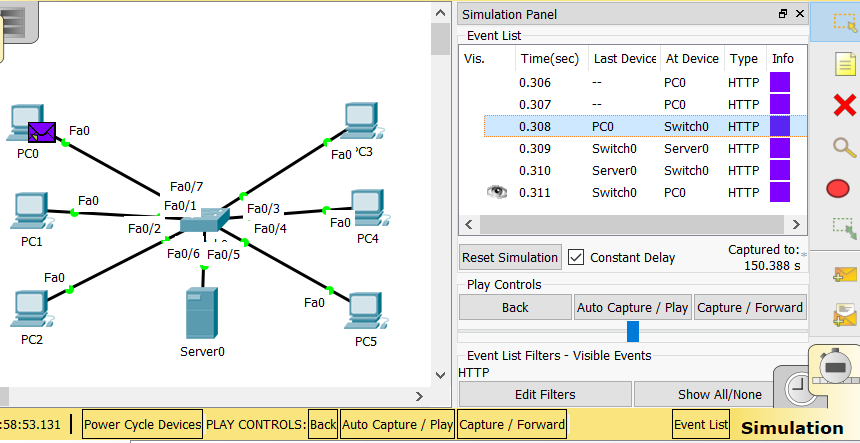 Simulation Panel
Event List
Vis. Time(sec) Last Device At Device Type Info
0.306 -- PC0 HTTP
0.307 -- PC0 HTTP
0.308 PC0 Switch0 HTTP
0.309 Switch0 Server0 HTTP
0.310 Server0 Switch0 HTTP
0.311 Switch0 PC0 HTTP
Reset Simulation Constant Delay Captured to:
150.388 s
Play Controls
Back Auto Capture / Play Capture / Forward
Event List Filters - Visible Events
HTTP
Edit Filters Show All/None
Fa0
PC0
Fa0 PC3
Fa0/7
Fa0
Fa0/1
Fa0/3
Fa0/2
Fa0/4
Fa0
PC1
PC4
Fa0/6 Fa0/5
Fa0
Fa0
PC2
Server0
PC5
:58:53.131 Power Cycle Devices PLAY CONTROLS: Back Auto Capture / Play Capture / Forward Event List Simulation